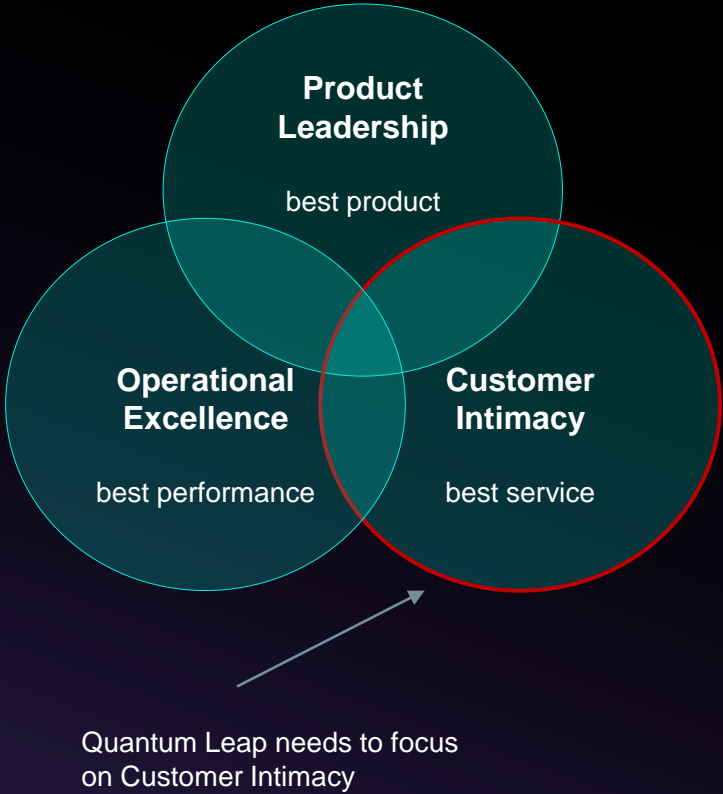 Product
Leadership
best product
Operational
Excellence
best performance
Customer
Intimacy
best service
Quantum Leap needs to focus
on Customer Intimacy